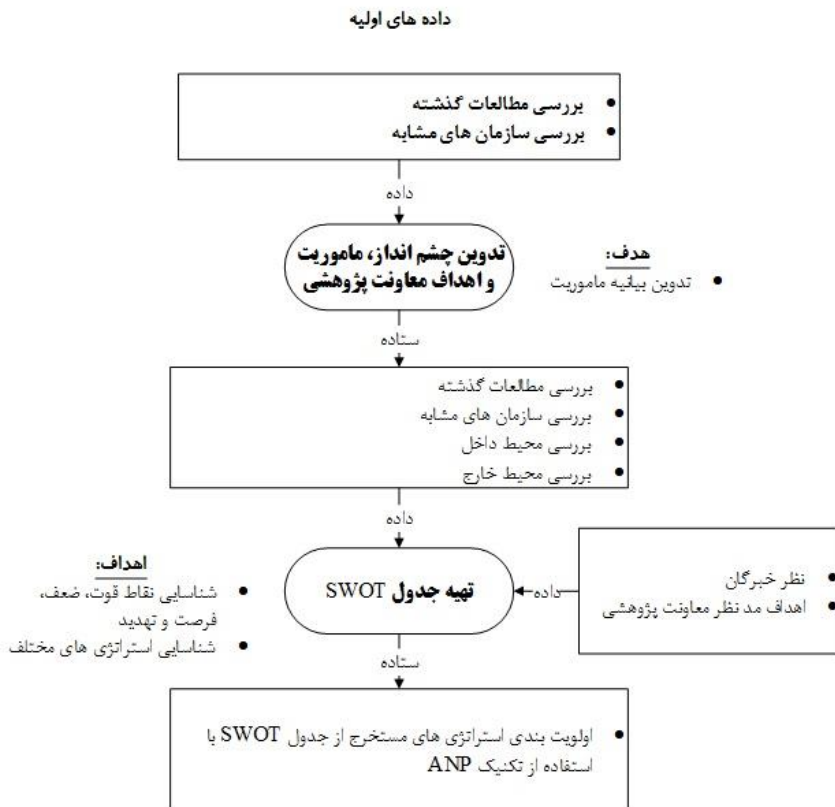 داده های اولیه
• بررسی مطالعات گذشته
• بررسی سازمان های مشابه
داده
تدوین چشم انداز، ماموریت
و اهداف معاونت پژوهشی
هدف:
• تدوین بیانیه ماموریت
ستاده
• بررسی مطالعات گذشته
• بررسی سازمان های مشابه
• بررسی محیط داخل
• بررسی محیط خارج
داده
• نظر خبرگان
• اهداف مد نظر معاونت پژوهشی
داده
تهیه جدول SWOT
اهداف:
• شناسایی نقاط قوت، ضعف،
فرصت و تهدید
• شناسایی استراتژی های مختلف
ستاده
• اولویت بندی استراتژی های مستخرج از جدول SWOT با
استفاده از تکنیک ANP